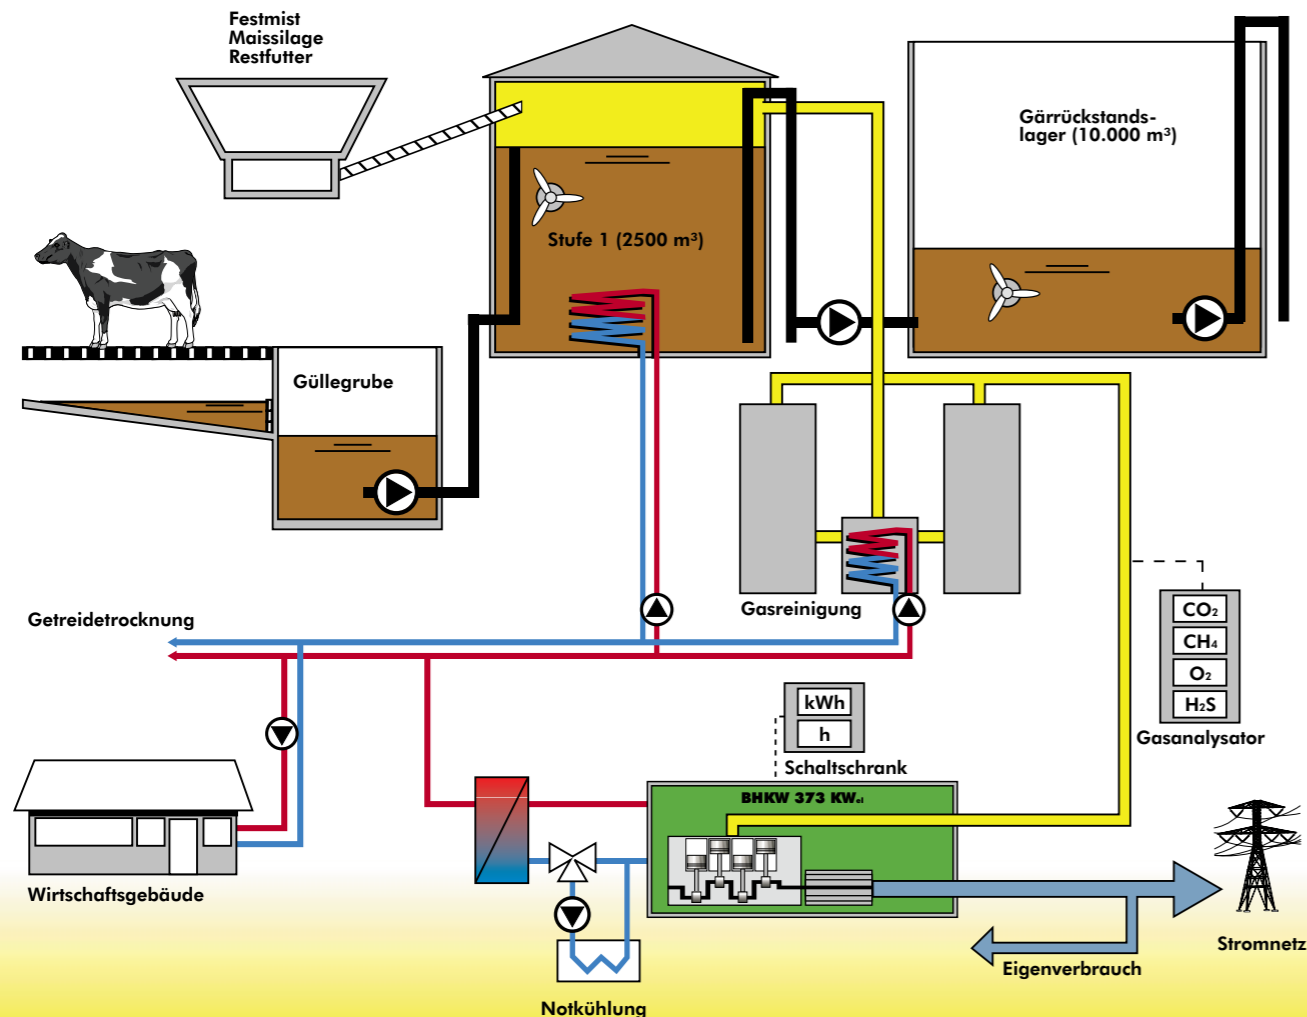 Festmist
Maissilage
Restfutter
Gärrückstands-
lager (10.000 m³)
Stufe 1 (2500 m³)
Güllegrube
Gasreinigung
Getreidetrocknung
CO₂
CH₄
O₂
H₂S
Gasanalysator
kWh
h
Schaltschrank
BHKW 373 KWₑₗ
Wirtschaftsgebäude
Stromnetz
Eigenverbrauch
Notkühlung